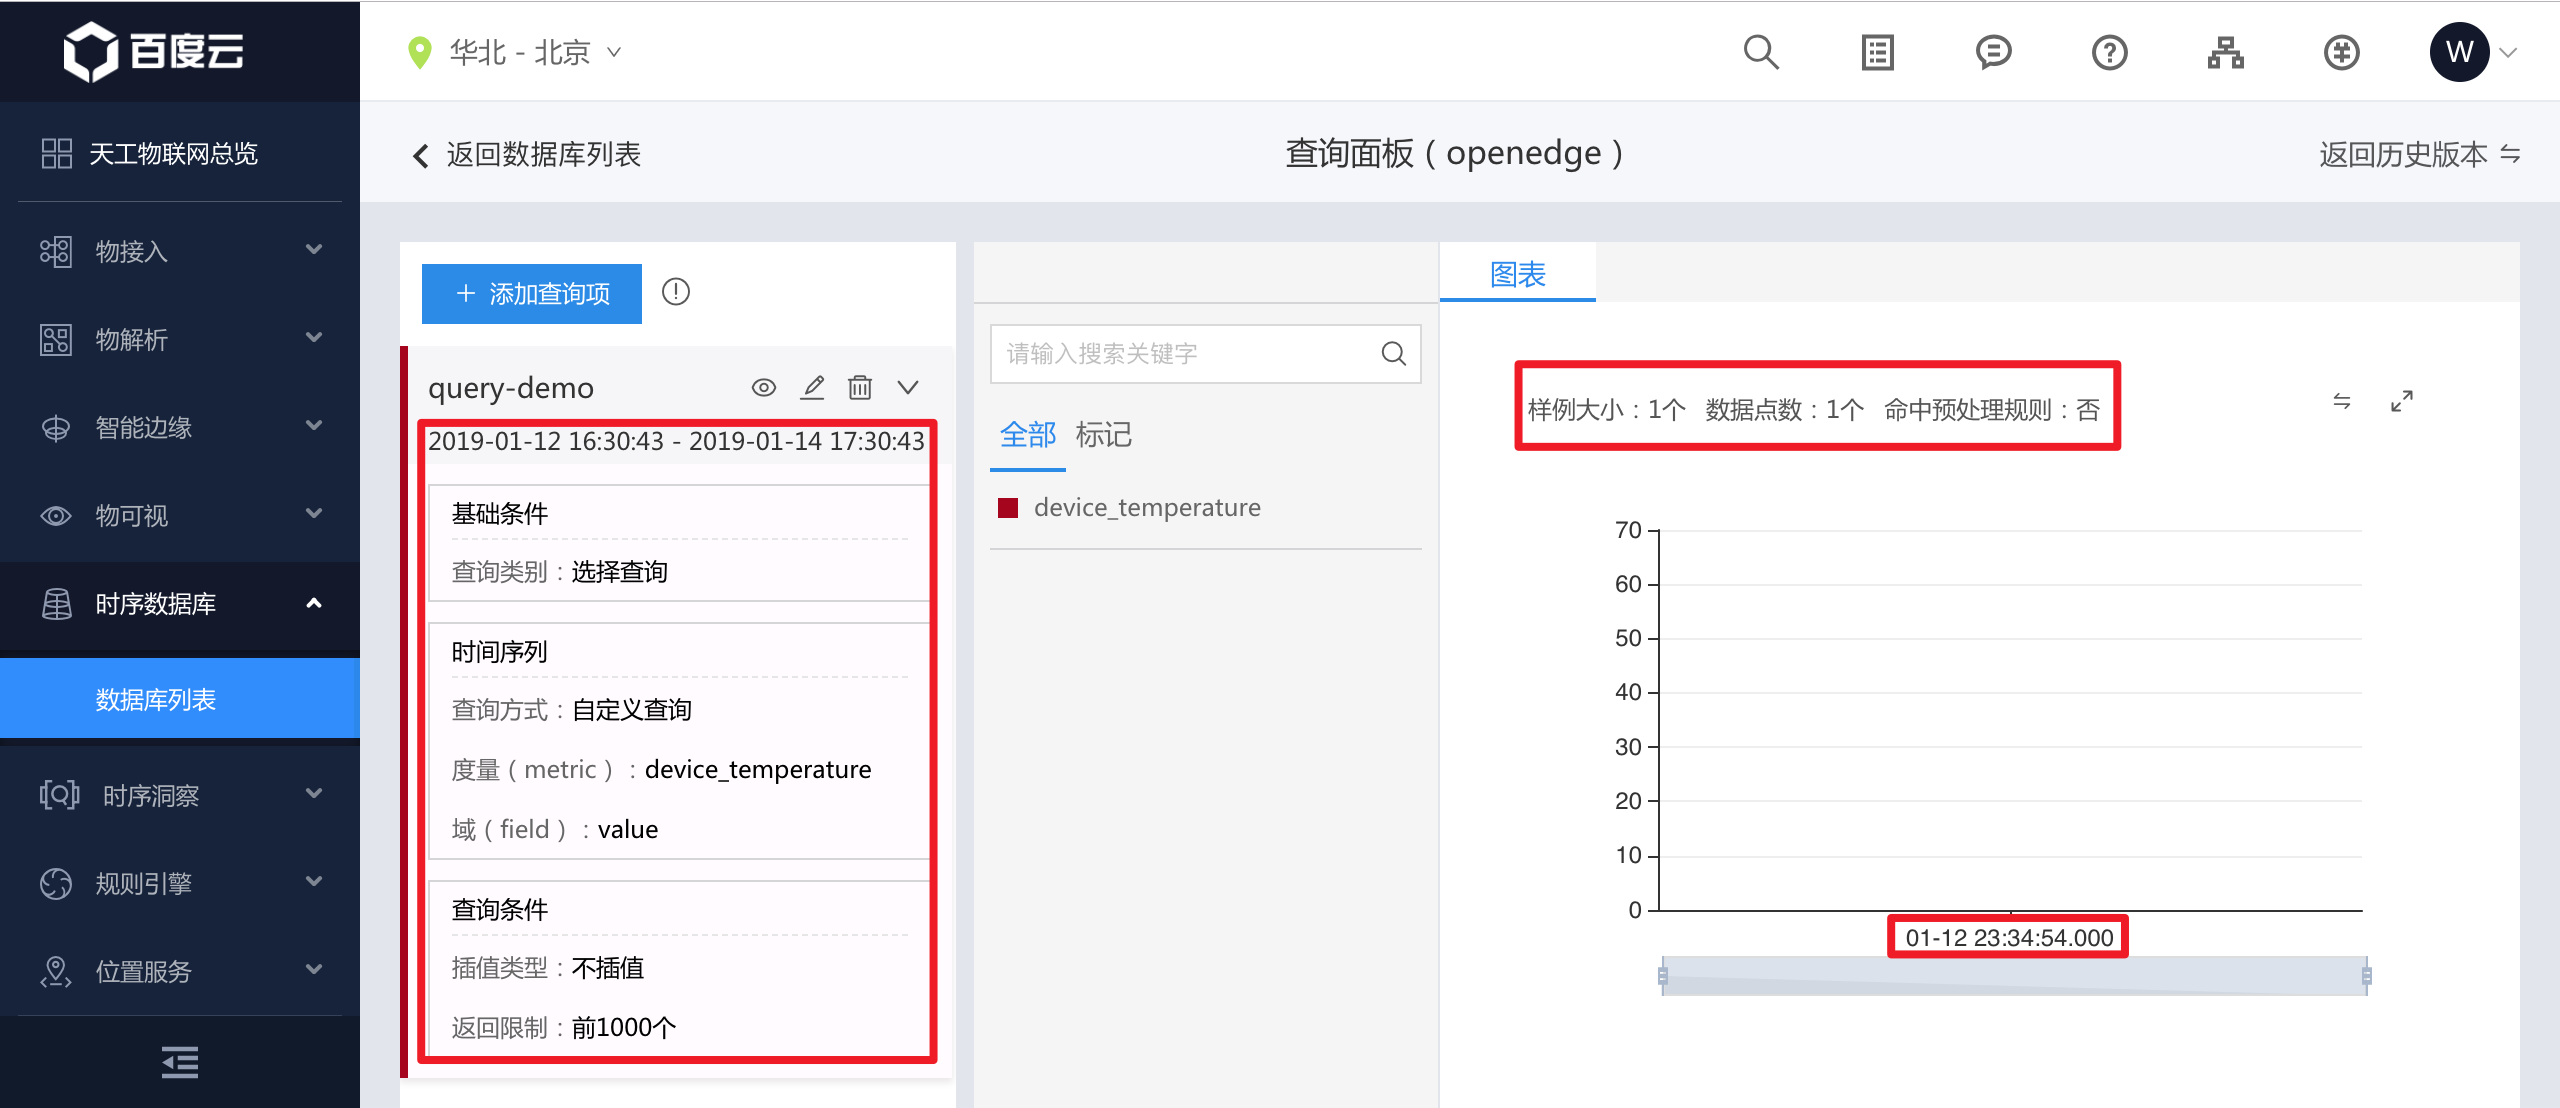 百度云
华北 - 北京
W
天工物联网总览
物接入
物解析
智能边缘
物可视
时序数据库
数据库列表
时序洞察
规则引擎
位置服务
返回数据库列表
查询面板（openedge）
返回历史版本
+ 添加查询项
query-demo
2019-01-12 16:30:43 - 2019-01-14 17:30:43
基础条件
查询类别：选择查询
时间序列
查询方式：自定义查询
度量（metric）：device_temperature
域（field）：value
查询条件
插值类型：不插值
返回限制：前1000个
请输入搜索关键字
全部 标记
device_temperature
图表
样例大小：1个 数据点数：1个 命中预处理规则：否
70
60
50
40
30
20
10
0
01-12 23:34:54.000